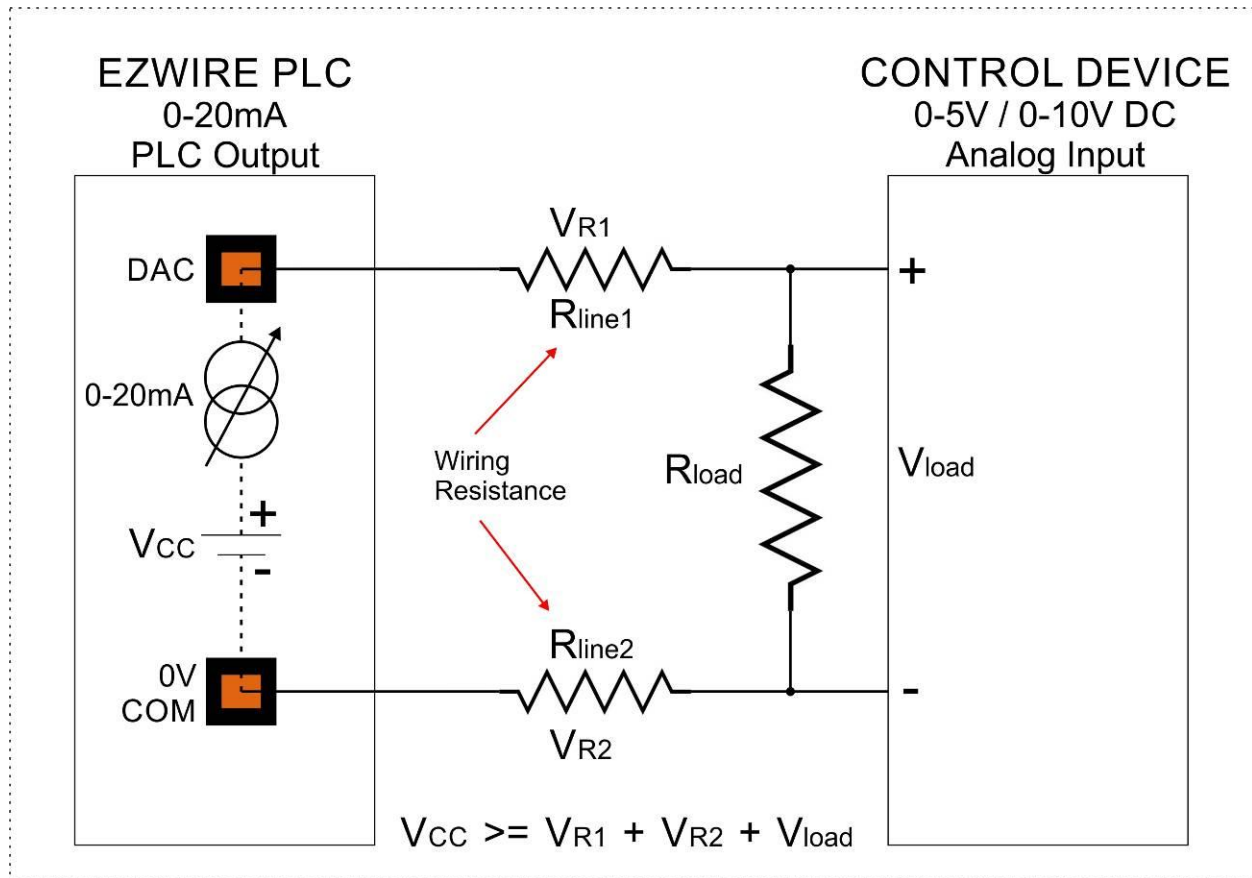 EZWIRE PLC
0-20mA
PLC Output
CONTROL DEVICE
0-5V / 0-10V DC
Analog Input
DAC
0-20mA
VCC
+
-
0V
COM
VR1
Rline1
Wiring
Resistance
Rline2
VR2
Rload
+
Vload
-
VCC >= VR1 + VR2 + Vload